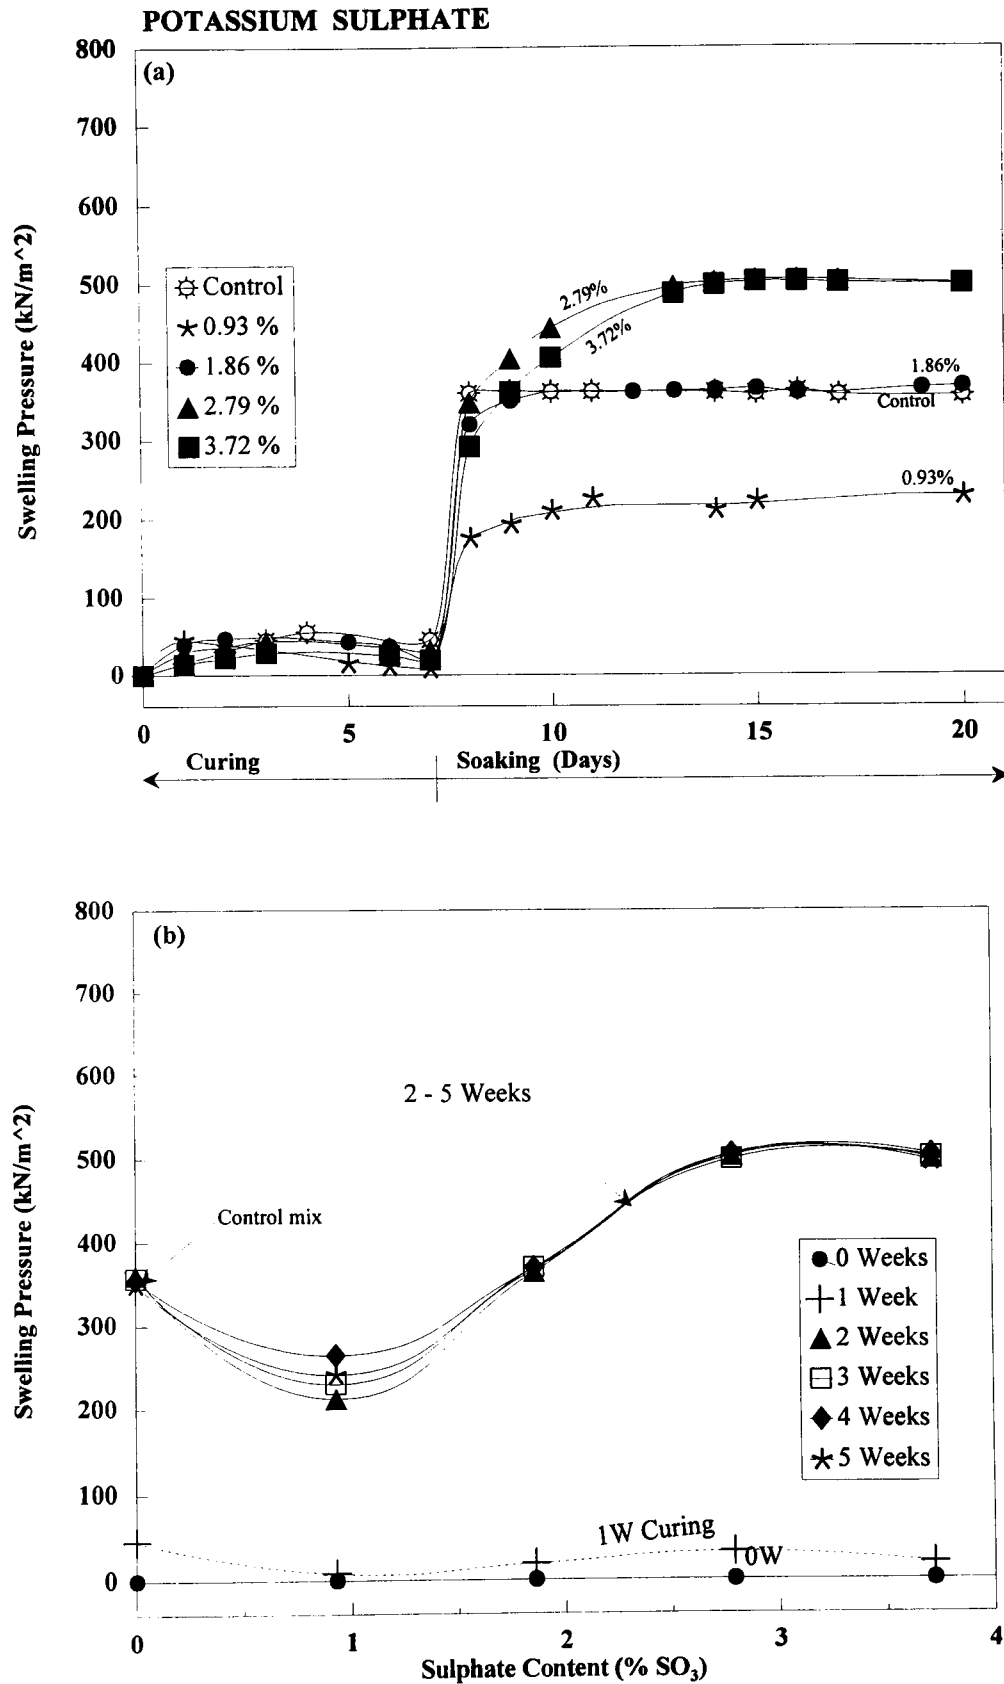 POTASSIUM SULPHATE
(a)
800
700
600
500
400
300
200
100
0
Swelling Pressure (kN/m^2)
Control
0.93 %
1.86 %
2.79 %
3.72 %
2.79%
3.72%
1.86%
Control
0.93%
0 5 10 15 20
Curing Soaking (Days)
(b)
800
700
600
500
400
300
200
100
0
Swelling Pressure (kN/m^2)
2 - 5 Weeks
Control mix
0 Weeks
1 Week
2 Weeks
3 Weeks
4 Weeks
5 Weeks
1W Curing
0W
0 1 2 3 4
Sulphate Content (% SO₃)